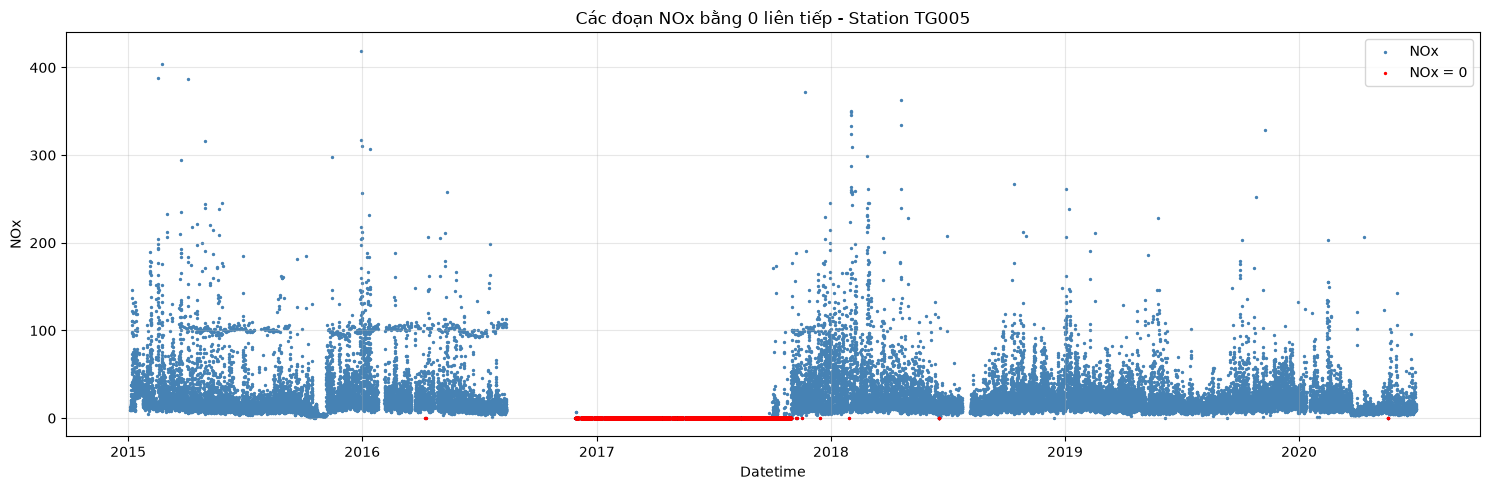 Các đoạn NOx bằng 0 liên tiếp - Station TG005
NOx
NOx = 0
400
300
200
100
0
NOx
2015 2016 2017 2018 2019 2020
Datetime